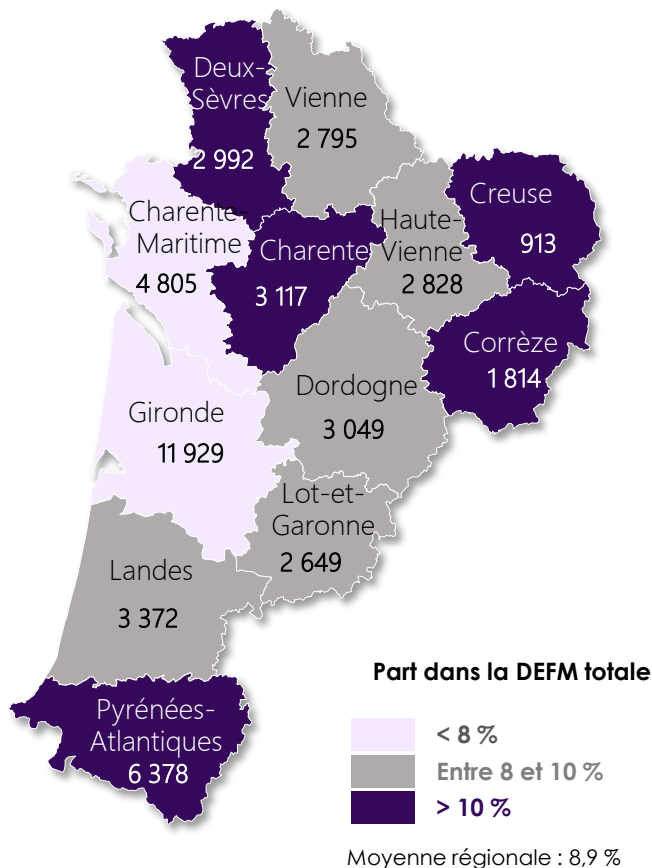 Deux-
Sèvres
2 992
Vienne
2 795
Charente-
Maritime
4 805
Charente
3 117
Haute-
Vienne
2 828
Creuse
913
Corrèze
1 814
Gironde
11 929
Dordogne
3 049
Lot-et-
Garonne
2 649
Landes
3 372
Pyrénées-
Atlantiques
6 378
Part dans la DEFM totale
< 8 %
Entre 8 et 10 %
> 10 %
Moyenne régionale : 8,9 %